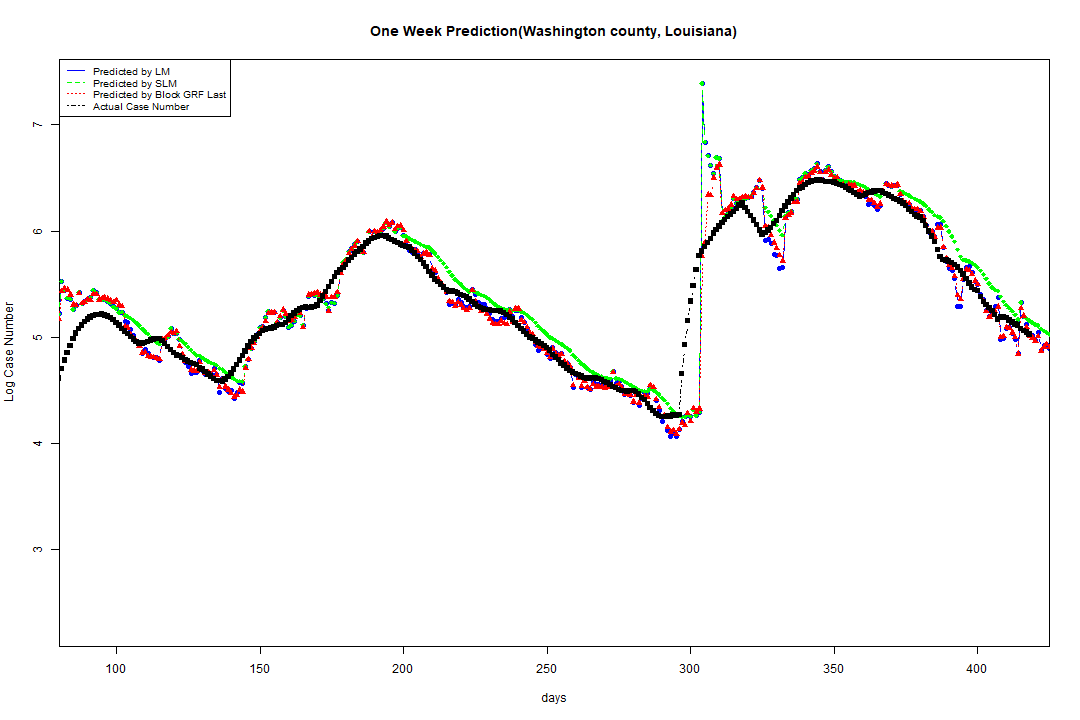 One Week Prediction(Washington county, Louisiana)
Predicted by LM
Predicted by SLM
Predicted by Block GRF Last
Actual Case Number
7
6
5
4
3
Log Case Number
100 150 200 250 300 350 400
days